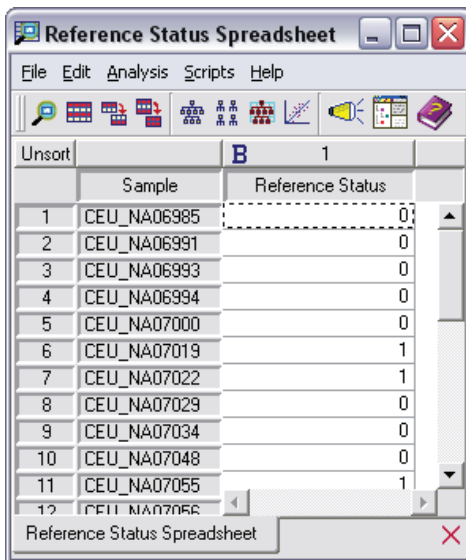 Reference Status Spreadsheet
File Edit Analysis Scripts Help
Unsort B 1
Sample Reference Status
1 CEU_NA06985 0
2 CEU_NA06991 0
3 CEU_NA06993 0
4 CEU_NA06994 0
5 CEU_NA07000 0
6 CEU_NA07019 1
7 CEU_NA07022 1
8 CEU_NA07029 0
9 CEU_NA07034 0
10 CEU_NA07048 0
11 CEU_NA07055 1
12 CEU_NA07056
Reference Status Spreadsheet